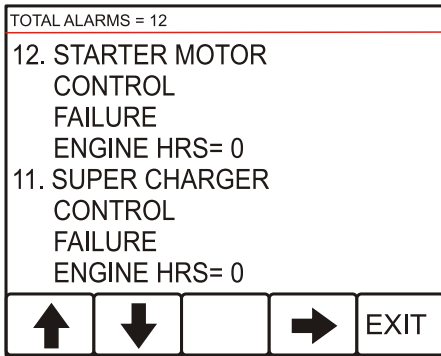 TOTAL ALARMS = 12
12. STARTER MOTOR
CONTROL
FAILURE
ENGINE HRS= 0
11. SUPER CHARGER
CONTROL
FAILURE
ENGINE HRS= 0
EXIT